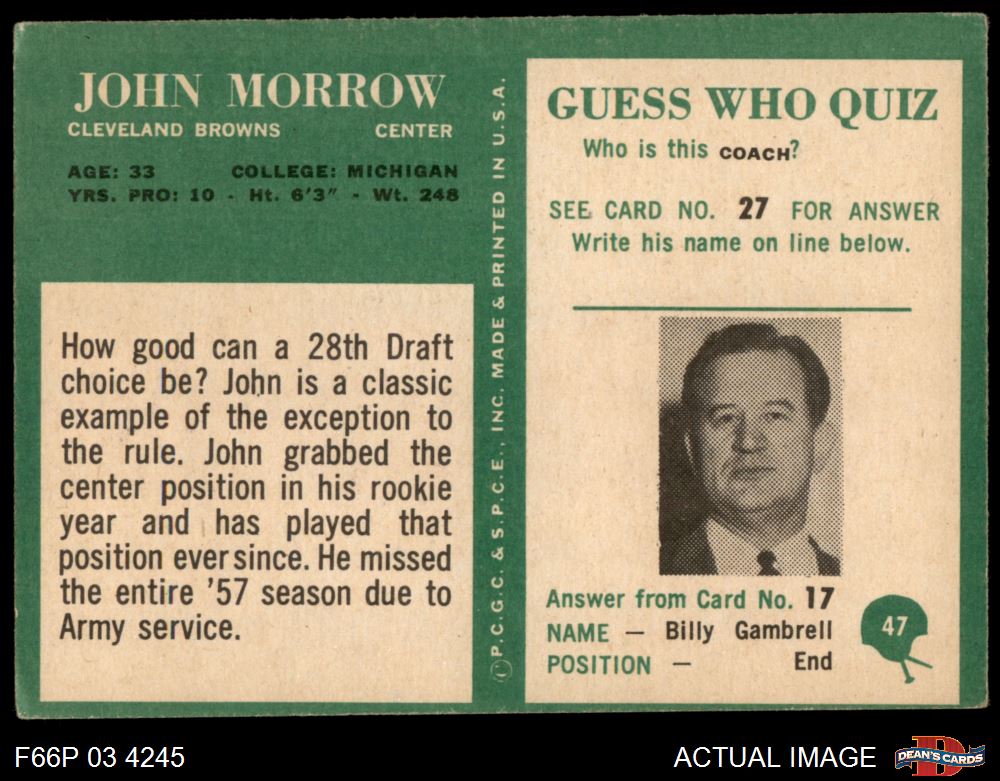 JOHN MORROW
CLEVELAND BROWNS CENTER
AGE: 33 COLLEGE: MICHIGAN
YRS. PRO: 10 - Ht. 6'3" - Wt. 248
How good can a 28th Draft
choice be? John is a classic
example of the exception to
the rule. John grabbed the
center position in his rookie
year and has played that
position ever since. He missed
the entire '57 season due to
Army service.
© P.C.G.C. & S.P.C.E., INC. MADE & PRINTED IN U.S.A.
GUESS WHO QUIZ
Who is this COACH?
SEE CARD NO. 27 FOR ANSWER
Write his name on line below.
Answer from Card No. 17
NAME — Billy Gambrell
POSITION — End
47
F66P 03 4245
ACTUAL IMAGE
DEAN'S CARDS